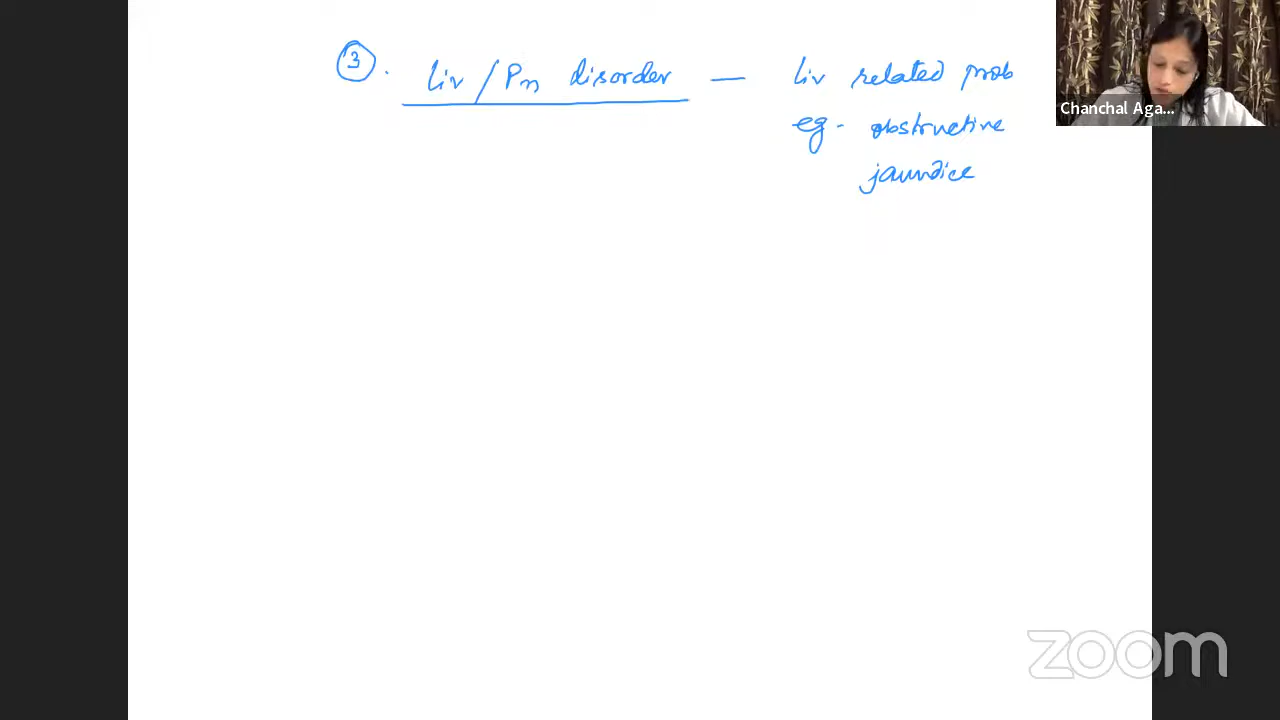 3. Liv / Pn disorder — Liv related prob
eg - obstructive
jaundice
Chanchal Aga...
zoom